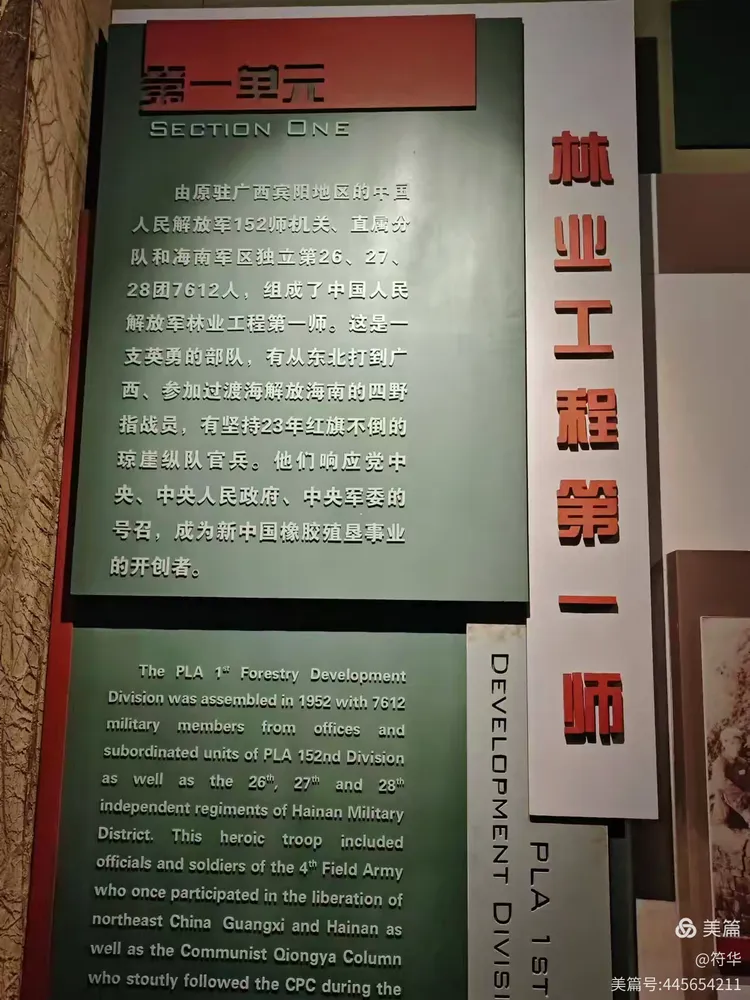 第一单元
SECTION ONE
由原驻广西宾阳地区的中国
人民解放军152师机关、直属分
队和海南军区独立第26、27、
28团7612人，组成了中国人民
解放军林业工程第一师。这是一
支英勇的部队，有从东北打到广
西、参加过渡海解放海南的四野
指战员，有坚持23年红旗不倒的
琼崖纵队官兵。他们响应党中
央、中央人民政府、中央军委的
号召，成为新中国橡胶殖垦事业
的开创者。
林业工程第一师
The PLA 1st Forestry Development
Division was assembled in 1952 with 7612
military members from offices and
subordinated units of PLA 152nd Division
as well as the 26th, 27th and 28th
independent regiments of Hainan Military
District. This heroic troop included
officials and soldiers of the 4th Field Army
who once participated in the liberation of
northeast China Guangxi and Hainan as
well as the Communist Qiongya Column
who stoutly followed the CPC during the
PLA 1ST
DEVELOPMENT DIVISI
美篇
@符华
美篇号:445654211